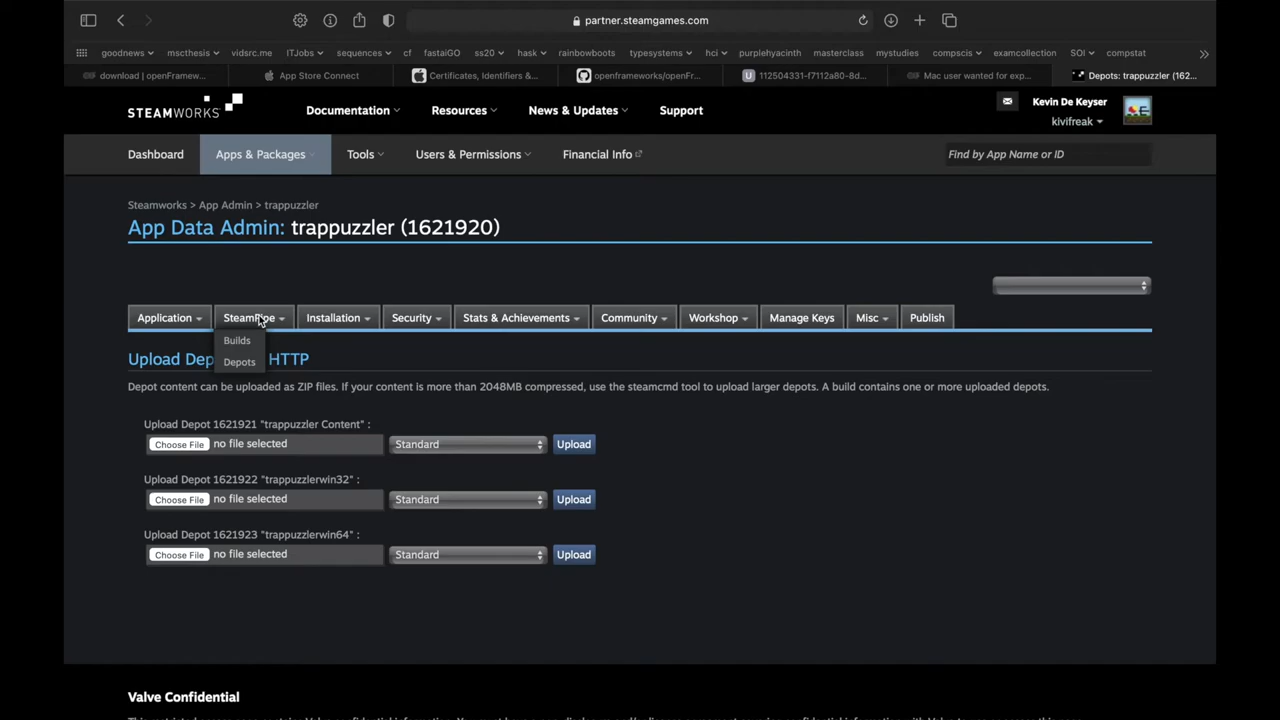 partner.steamgames.com
goodnews mscthesis vidsrc.me ITJobs sequences cf fastaiGO ss20 hask rainbowboots typesystems hci purplehyacinth masterclass mystudies compscis examcollection SOI compstat
download | openFramew... App Store Connect Certificates, Identifiers &... openframeworks/openFr... 112504331-f7112a80-8d... Mac user wanted for exp... Depots: trappuzzler (162...
STEAMWORKS Documentation Resources News & Updates Support Kevin De Keyser
kivifreak
Dashboard Apps & Packages Tools Users & Permissions Financial Info Find by App Name or ID
Steamworks > App Admin > trappuzzler
App Data Admin: trappuzzler (1621920)
Application SteamPipe Installation Security Stats & Achievements Community Workshop Manage Keys Misc Publish
Builds
Upload Dep HTTP
Depots
Depot content can be uploaded as ZIP files. If your content is more than 2048MB compressed, use the steamcmd tool to upload larger depots. A build contains one or more uploaded depots.
Upload Depot 1621921 "trappuzzler Content" :
Choose File no file selected Standard Upload
Upload Depot 1621922 "trappuzzlerwin32" :
Choose File no file selected Standard Upload
Upload Depot 1621923 "trappuzzlerwin64" :
Choose File no file selected Standard Upload
Valve Confidential